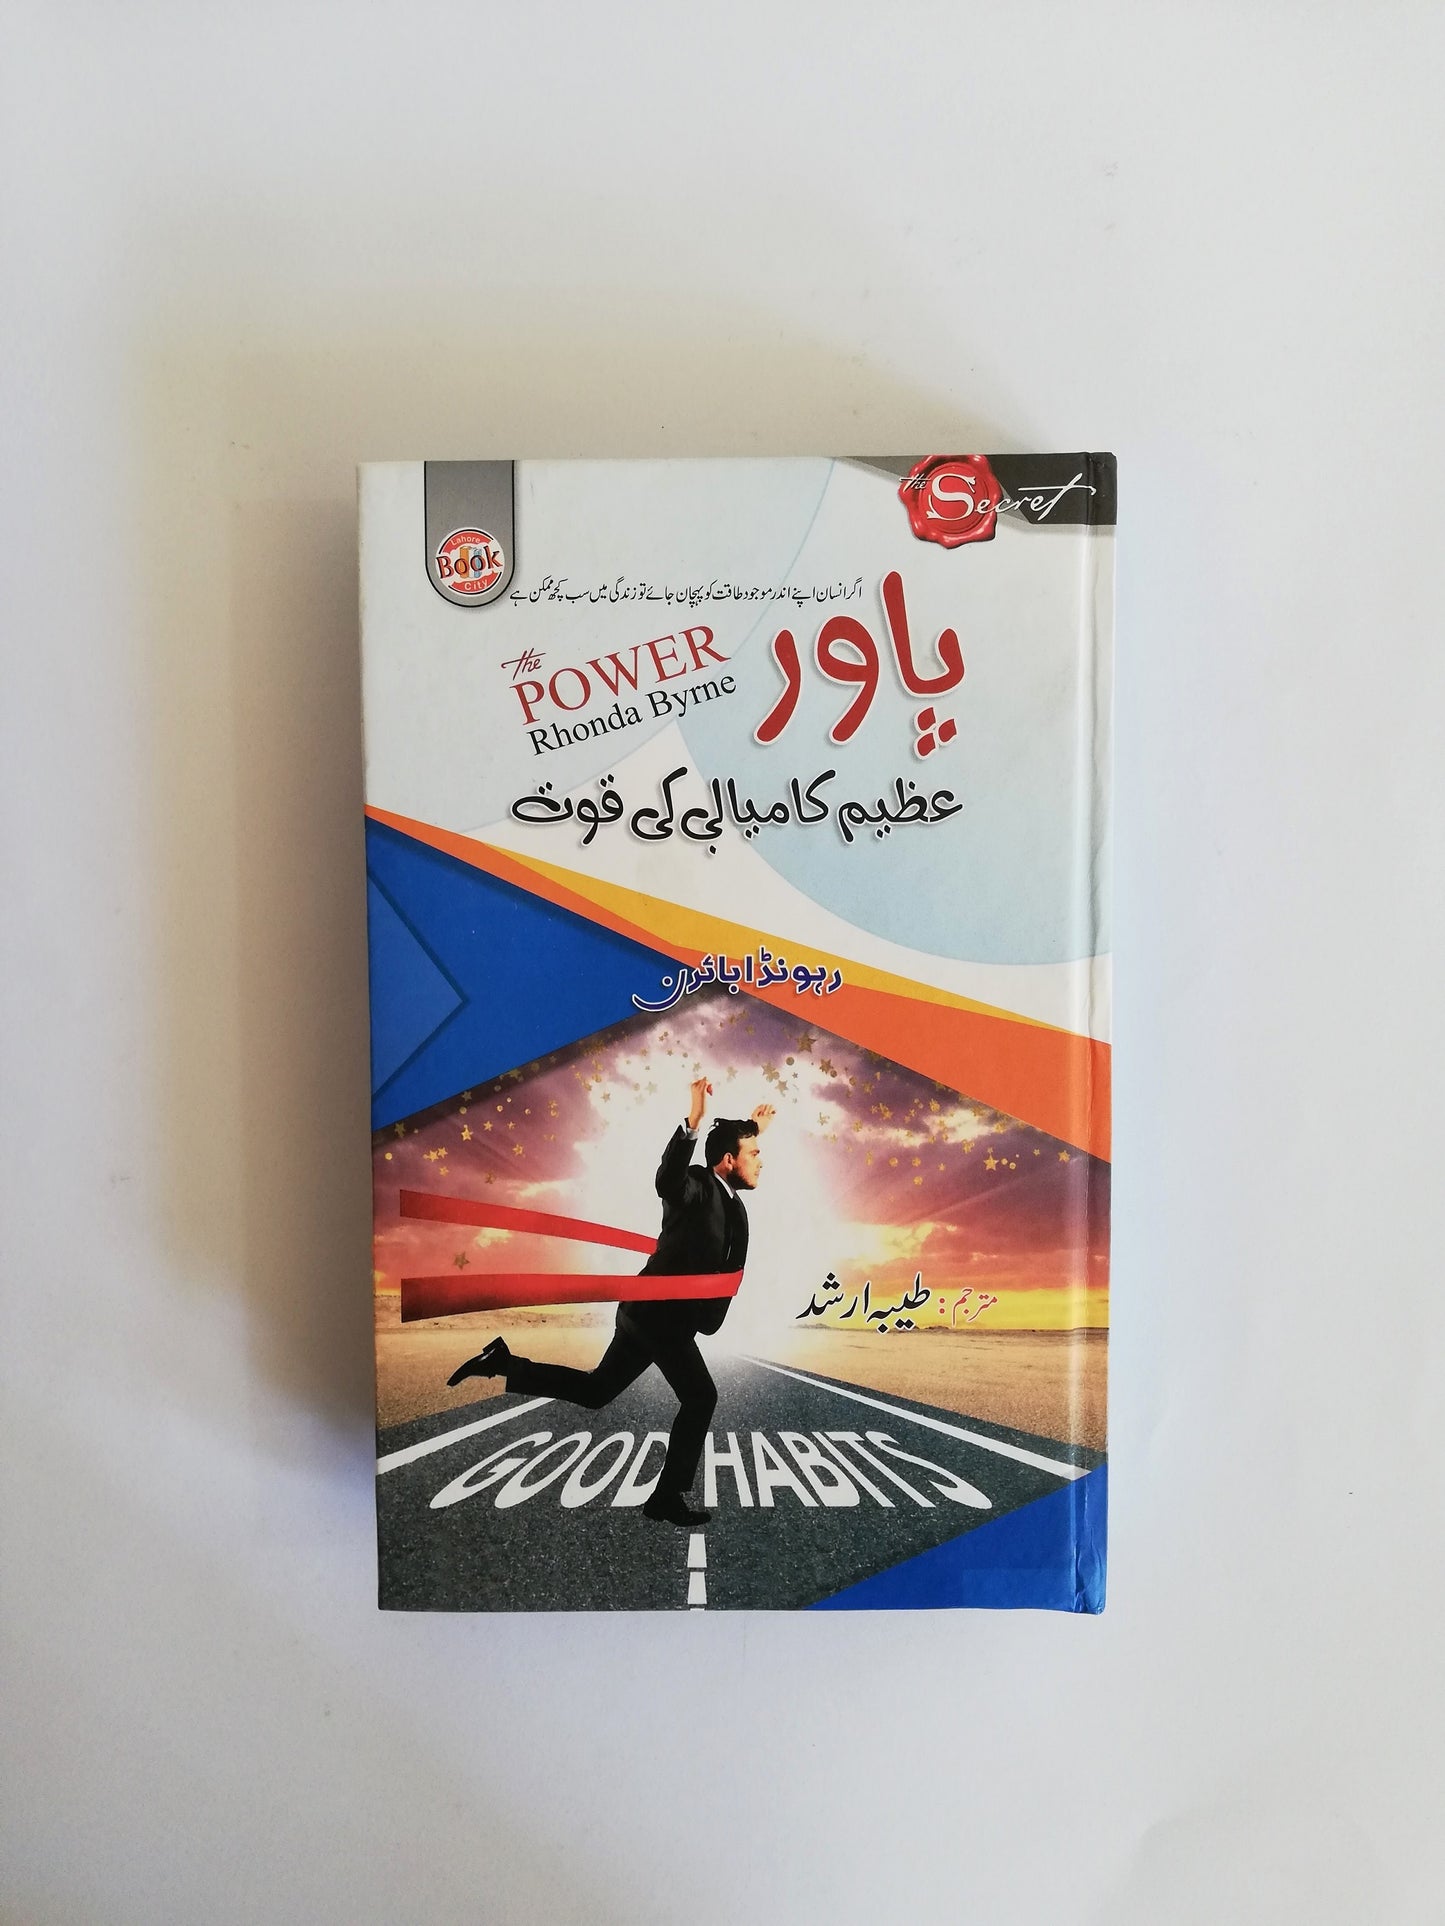 the Secret
Lahore
Book
City
اگر انسان اپنے اندر موجود طاقت کو پہچان جائے تو زندگی میں سب کچھ ممکن ہے
پاور
the
POWER
Rhonda Byrne
عظیم کامیابی کی قوت
رہونڈا بائرن
مترجم: طیبہ ارشد
GOOD HABITS